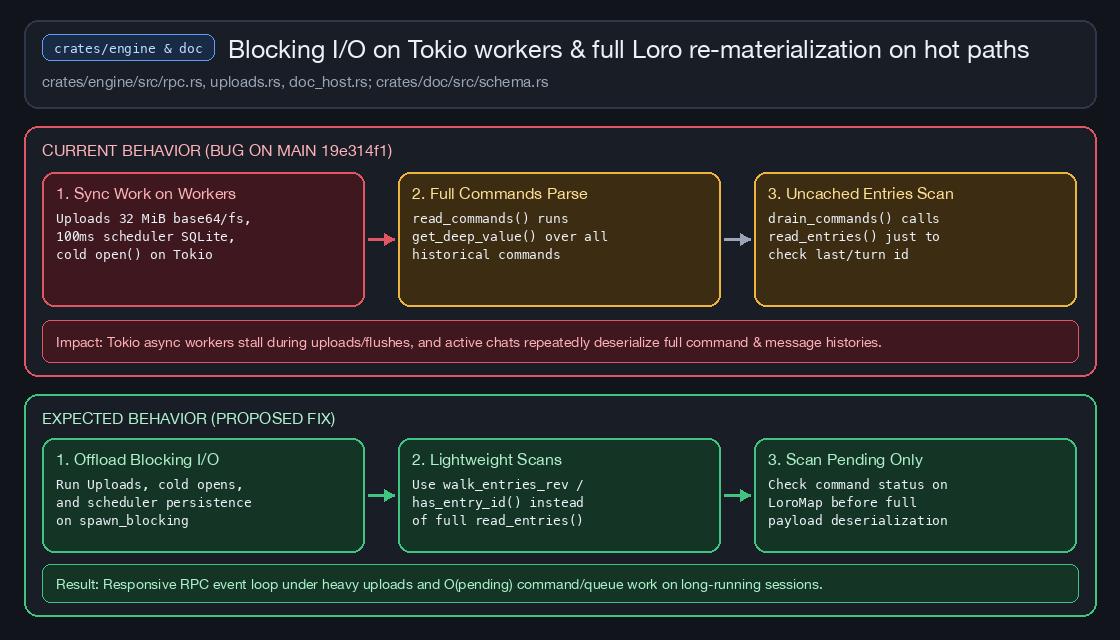 crates/engine & doc
Blocking I/O on Tokio workers & full Loro re-materialization on hot paths
crates/engine/src/rpc.rs, uploads.rs, doc_host.rs; crates/doc/src/schema.rs
CURRENT BEHAVIOR (BUG ON MAIN 19e314f1)
1. Sync Work on Workers
Uploads 32 MiB base64/fs,
100ms scheduler SQLite,
cold open() on Tokio
2. Full Commands Parse
read_commands() runs
get_deep_value() over all
historical commands
3. Uncached Entries Scan
drain_commands() calls
read_entries() just to
check last/turn id
Impact: Tokio async workers stall during uploads/flushes, and active chats repeatedly deserialize full command & message histories.
EXPECTED BEHAVIOR (PROPOSED FIX)
1. Offload Blocking I/O
Run Uploads, cold opens,
and scheduler persistence
on spawn_blocking
2. Lightweight Scans
Use walk_entries_rev /
has_entry_id() instead
of full read_entries()
3. Scan Pending Only
Check command status on
LoroMap before full
payload deserialization
Result: Responsive RPC event loop under heavy uploads and O(pending) command/queue work on long-running sessions.